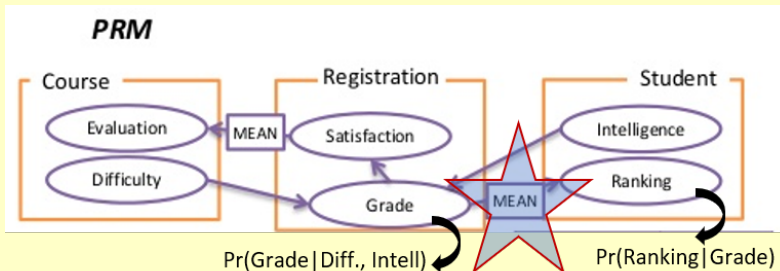 PRM
Course
Registration
Student
Evaluation
MEAN
Satisfaction
Intelligence
Difficulty
Grade
MEAN
Ranking
Pr(Grade|Diff., Intell)
Pr(Ranking|Grade)